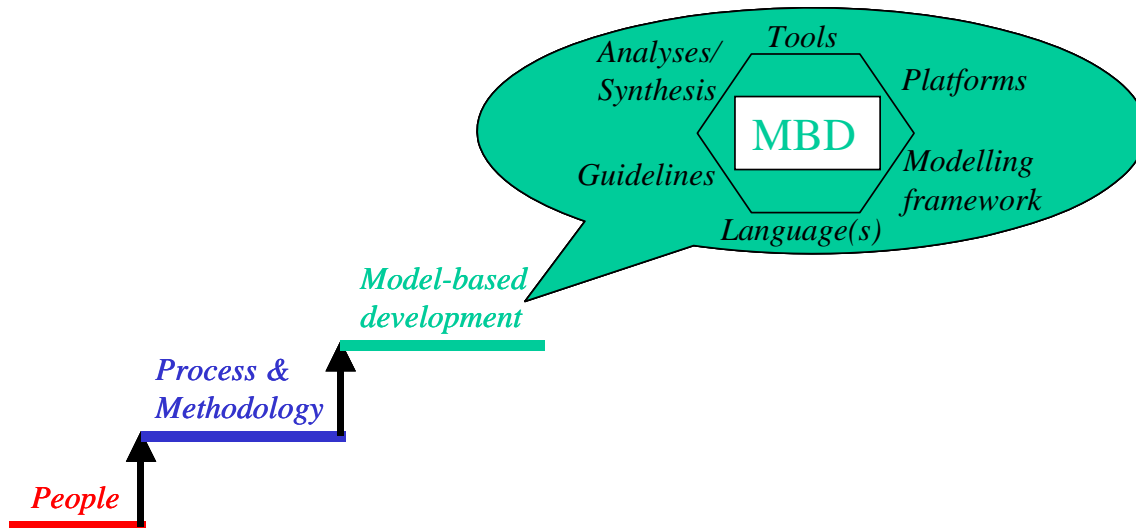 Tools
Analyses/
Synthesis
Platforms
MBD
Guidelines
Modelling
framework
Language(s)
Model-based
development
Process &
Methodology
People